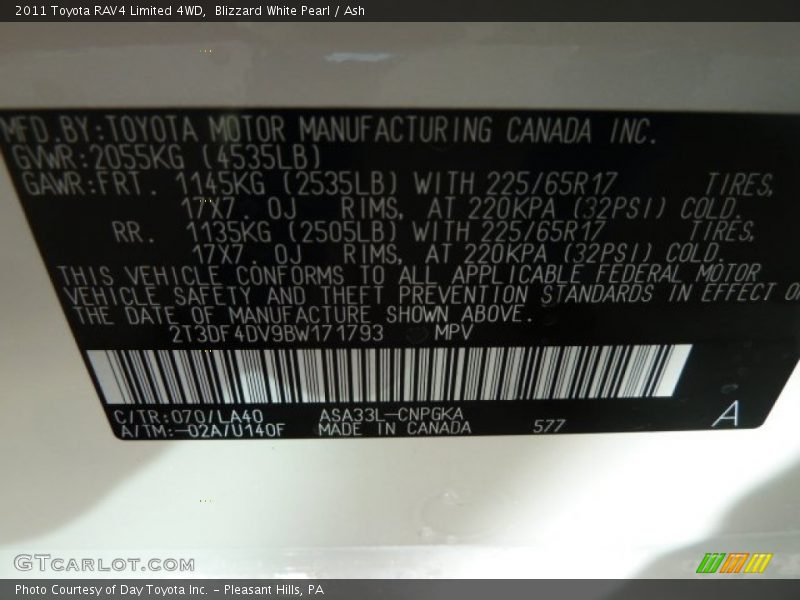 2011 Toyota RAV4 Limited 4WD,  Blizzard White Pearl / Ash
MFD.BY:TOYOTA MOTOR MANUFACTURING CANADA INC.
GVWR:2055KG (4535LB)
GAWR:FRT. 1145KG (2535LB) WITH 225/65R17 TIRES,
17X7.0J RIMS, AT 220KPA (32PSI) COLD.
RR. 1135KG (2505LB) WITH 225/65R17 TIRES,
17X7.0J RIMS, AT 220KPA (32PSI) COLD.
THIS VEHICLE CONFORMS TO ALL APPLICABLE FEDERAL MOTOR
VEHICLE SAFETY AND THEFT PREVENTION STANDARDS IN EFFECT
THE DATE OF MANUFACTURE SHOWN ABOVE.
2T3DF4DV9BW171793 MPV
C/TR:070/LA40 ASA33L-CNPGKA
A/TM:-02A/U140F MADE IN CANADA 577 A
GTCARLOT.COM
Photo Courtesy of Day Toyota Inc. - Pleasant Hills, PA